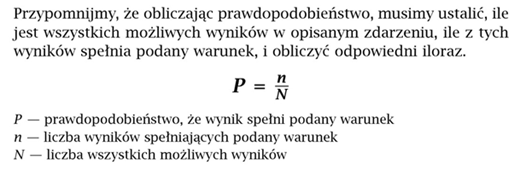 Przypomnijmy, że obliczając prawdopodobieństwo, musimy ustalić, ile
jest wszystkich możliwych wyników w opisanym zdarzeniu, ile z tych
wyników spełnia podany warunek, i obliczyć odpowiedni iloraz.
P = n/N
P — prawdopodobieństwo, że wynik spełni podany warunek
n — liczba wyników spełniających podany warunek
N — liczba wszystkich możliwych wyników